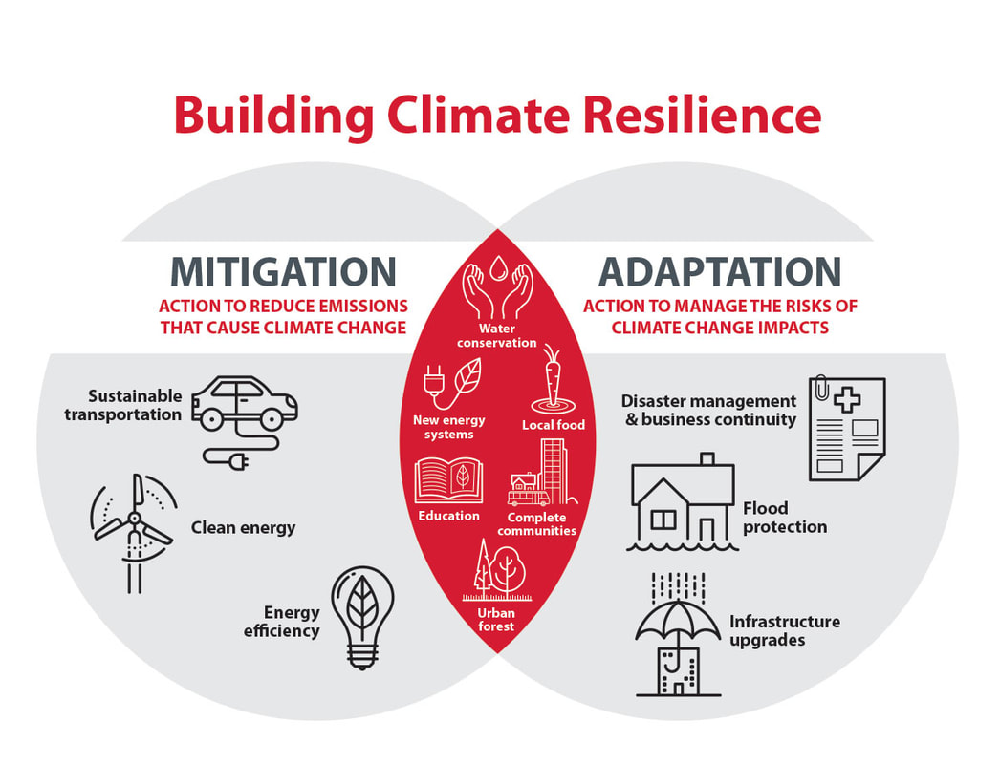 Building Climate Resilience
MITIGATION
ACTION TO REDUCE EMISSIONS
THAT CAUSE CLIMATE CHANGE
Sustainable
transportation
Clean energy
Energy
efficiency
Water
conservation
New energy
systems
Local food
Education
Complete
communities
Urban
forest
ADAPTATION
ACTION TO MANAGE THE RISKS OF
CLIMATE CHANGE IMPACTS
Disaster management
& business continuity
Flood
protection
Infrastructure
upgrades